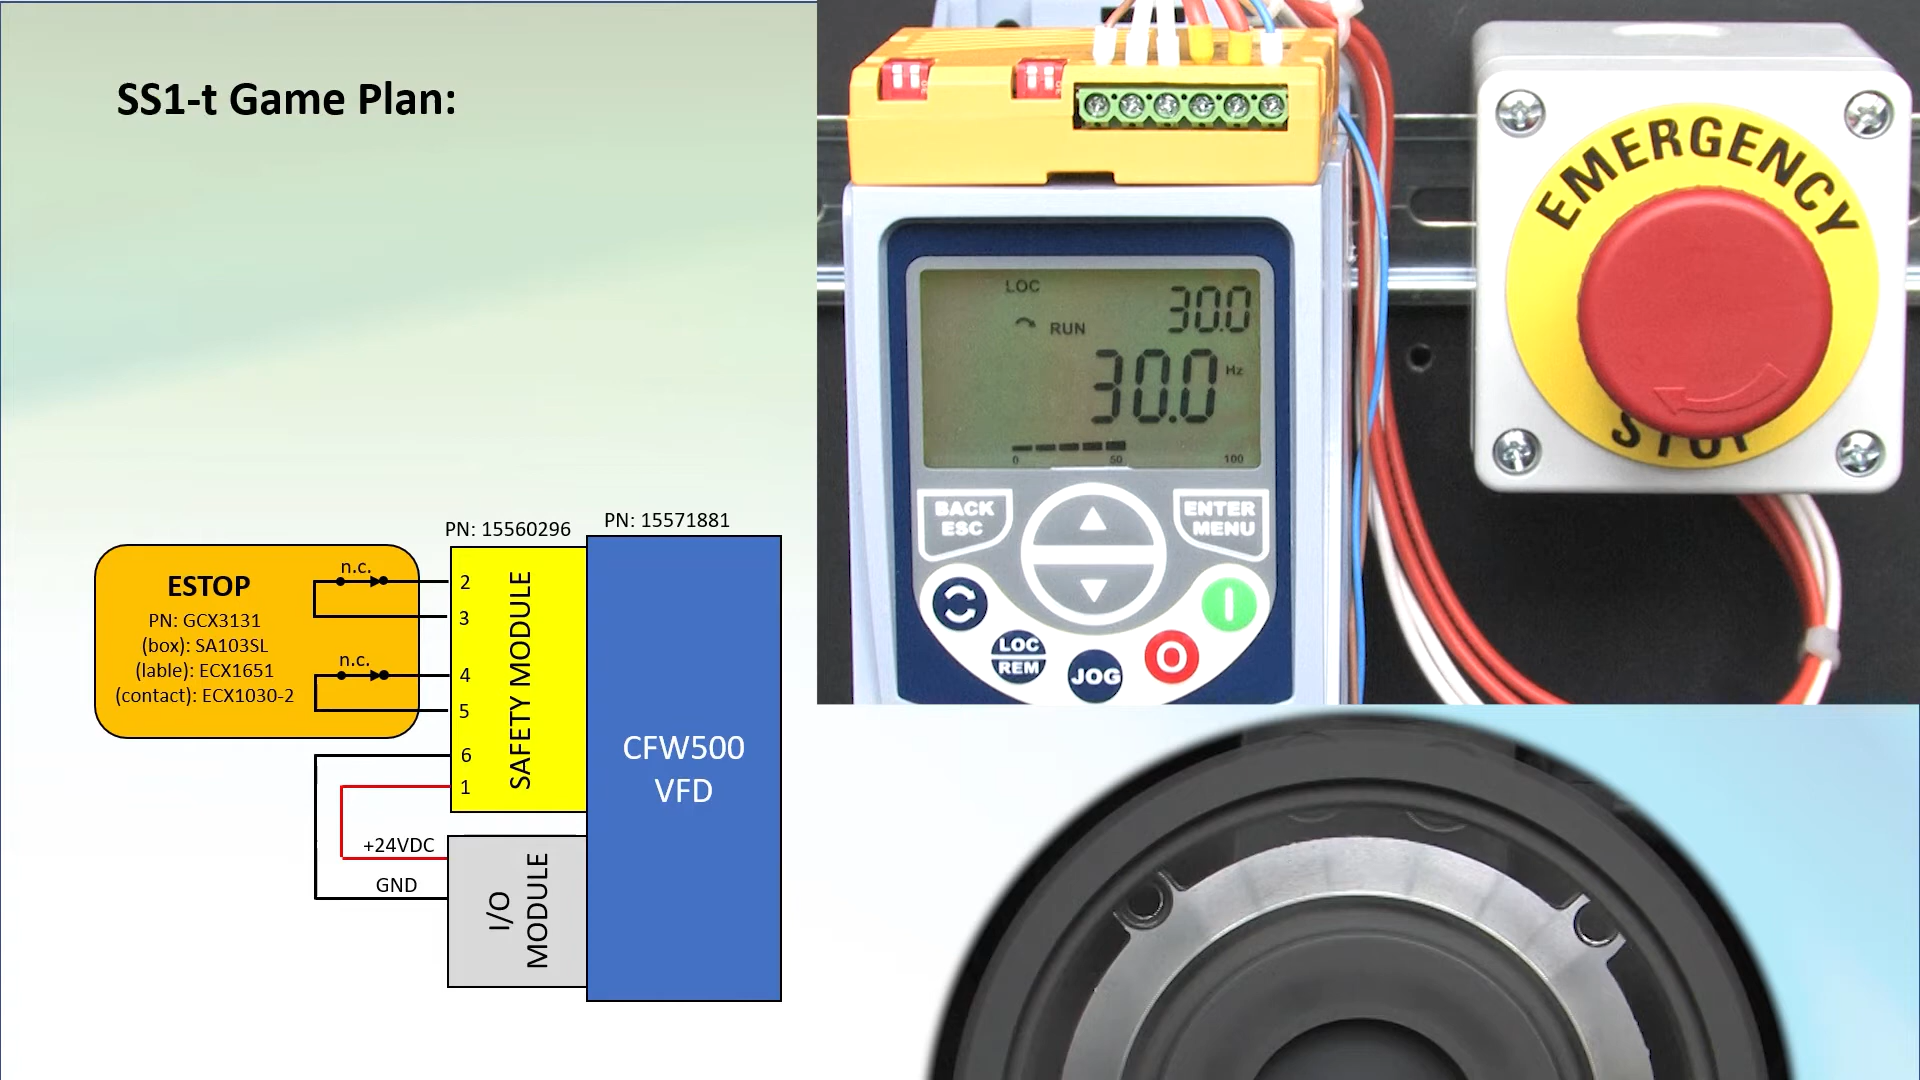 SS1-t Game Plan:
PN: 15560296
PN: 15571881
ESTOP
PN: GCX3131
(box): SA103SL
(lable): ECX1651
(contact): ECX1030-2
n.c.
n.c.
2
3
4
5
6
1
SAFETY MODULE
CFW500
VFD
+24VDC
GND
I/O
MODULE
LOC
30.0
RUN
30.0 Hz
0 50 100
BACK
ESC
ENTER
MENU
LOC
REM
JOG
EMERGENCY
STOP